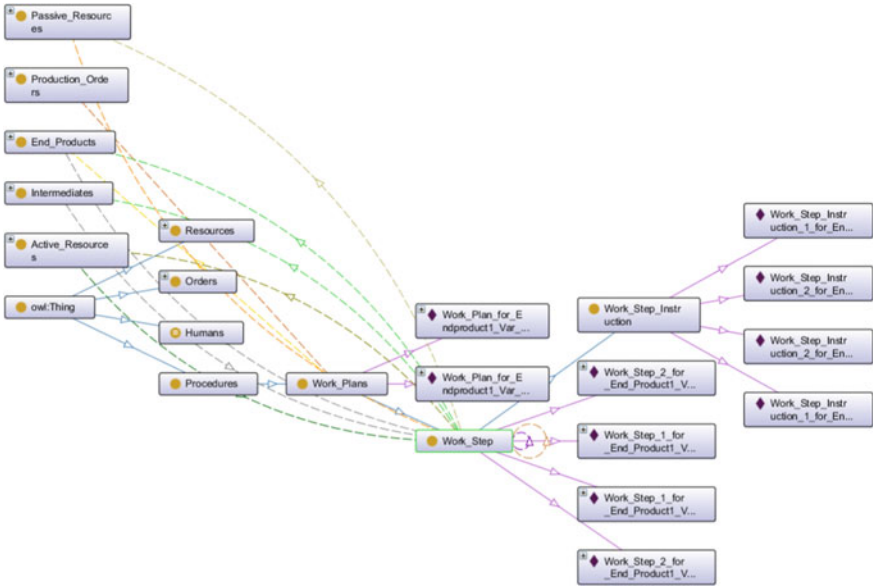 Passive_Resourc
es
Production_Orde
rs
End_Products
Intermediates
Active_Resource
s
owl:Thing
Resources
Orders
Humans
Procedures
Work_Plans
Work_Plan_for_E
ndproduct1_Var_...
Work_Plan_for_E
ndproduct1_Var_...
Work_Step
Work_Step_Instr
uction
Work_Step_2_for
_End_Product1_V...
Work_Step_1_for
_End_Product1_V...
Work_Step_1_for
_End_Product1_V...
Work_Step_2_for
_End_Product1_V...
Work_Step_Instr
uction_1_for_En...
Work_Step_Instr
uction_2_for_En...
Work_Step_Instr
uction_2_for_En...
Work_Step_Instr
uction_1_for_En...